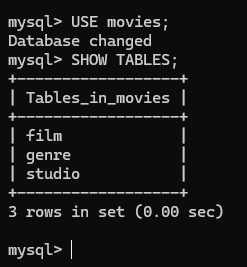 mysql> USE movies;
Database changed
mysql> SHOW TABLES;
+------------------+
| Tables_in_movies |
+------------------+
| film             |
| genre            |
| studio           |
+------------------+
3 rows in set (0.00 sec)
mysql>